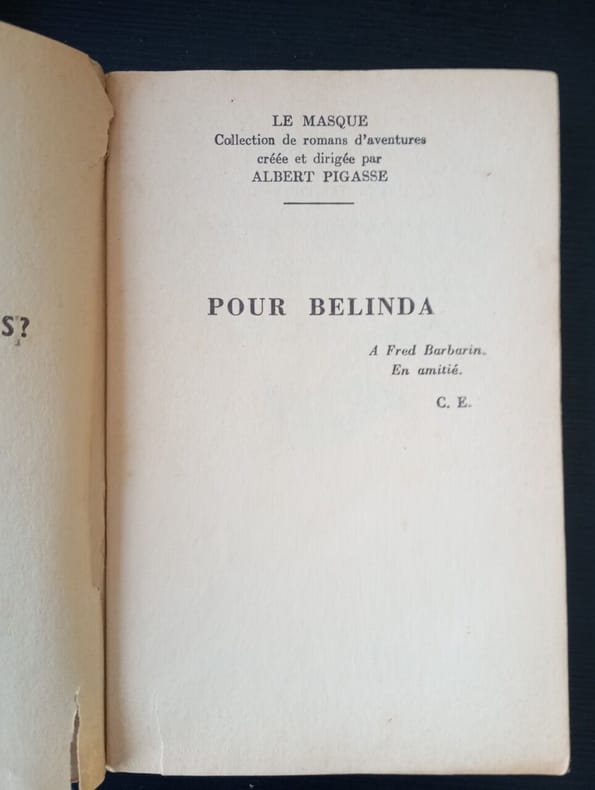 S?
LE MASQUE
Collection de romans d'aventures
créée et dirigée par
ALBERT PIGASSE
POUR BELINDA
A Fred Barbarin.
En amitié.
C. E.